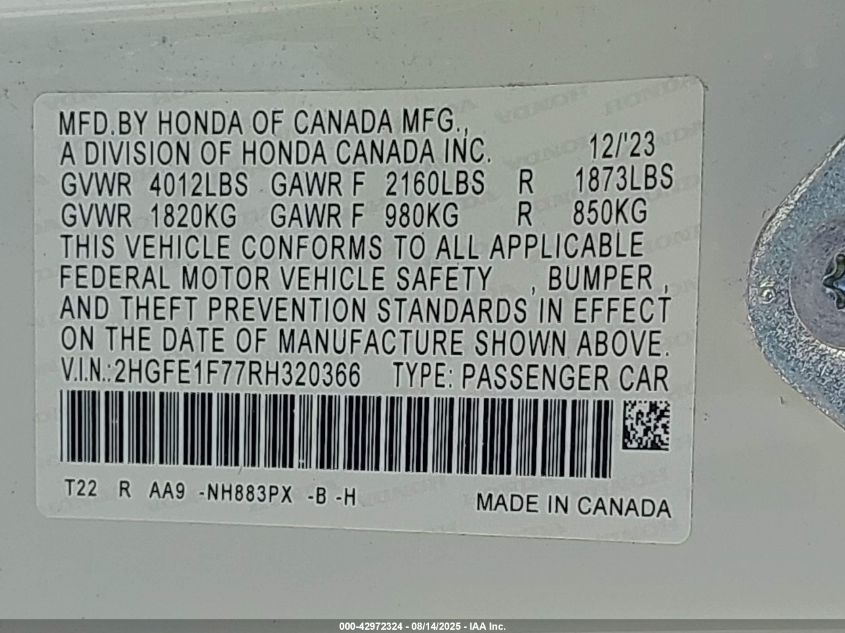 MFD.BY HONDA OF CANADA MFG.,
A DIVISION OF HONDA CANADA INC. 12/'23
GVWR 4012LBS GAWR F 2160LBS R 1873LBS
GVWR 1820KG GAWR F 980KG R 850KG
THIS VEHICLE CONFORMS TO ALL APPLICABLE
FEDERAL MOTOR VEHICLE SAFETY , BUMPER ,
AND THEFT PREVENTION STANDARDS IN EFFECT
ON THE DATE OF MANUFACTURE SHOWN ABOVE.
V.I.N.:2HGFE1F77RH320366 TYPE: PASSENGER CAR
T22 R AA9 -NH883PX -B -H
MADE IN CANADA
000-42972324 - 08/14/2025 - IAA Inc.